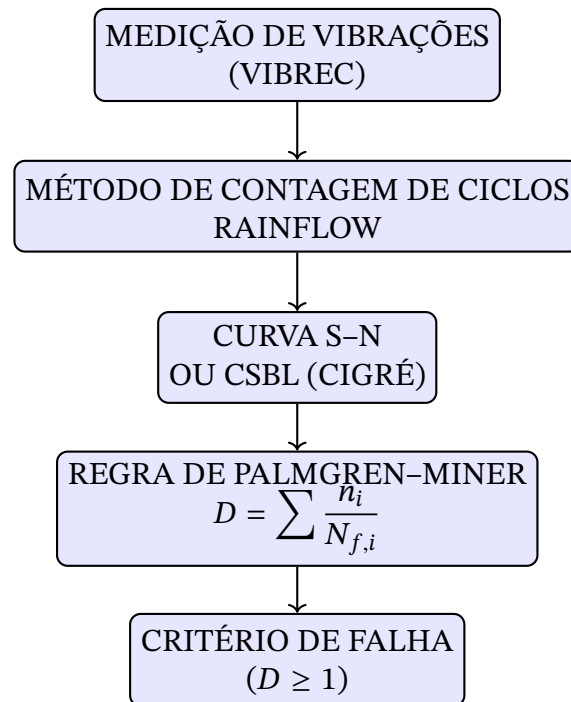 MEDIÇÃO DE VIBRAÇÕES
(VIBREC)
MÉTODO DE CONTAGEM DE CICLOS
RAINFLOW
CURVA S–N
OU CSBL (CIGRÉ)
REGRA DE PALMGREN–MINER
D = ∑ n_i / N_{f,i}
CRITÉRIO DE FALHA
(D ≥ 1)